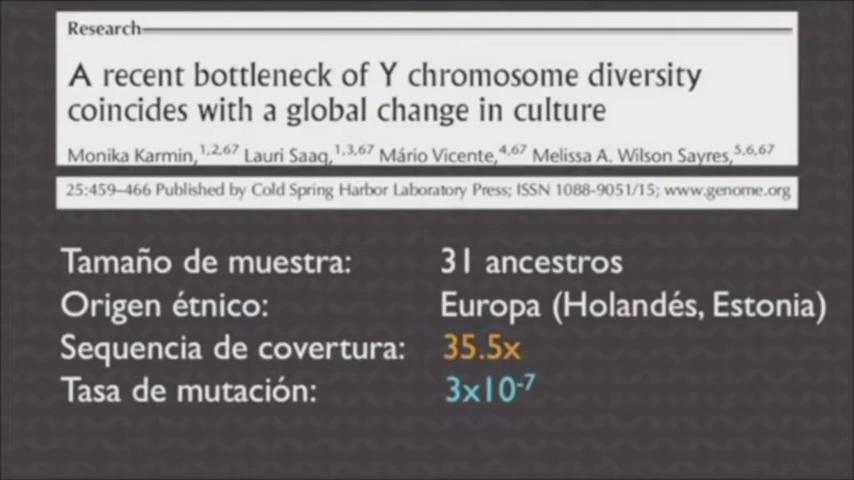 Research
A recent bottleneck of Y chromosome diversity
coincides with a global change in culture
Monika Karmin,1,2,67 Lauri Saag,1,3,67 Mário Vicente,4,67 Melissa A. Wilson Sayres,5,6,67
25:459–466 Published by Cold Spring Harbor Laboratory Press; ISSN 1088-9051/15; www.genome.org
Tamaño de muestra: 31 ancestros
Origen étnico: Europa (Holandés, Estonia)
Sequencia de covertura: 35.5x
Tasa de mutación: 3x10-7